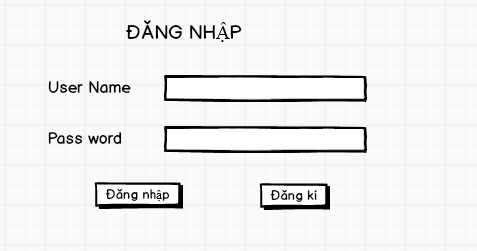 ĐĂNG NHẬP
User Name
Pass word
Đăng nhập
Đăng kí